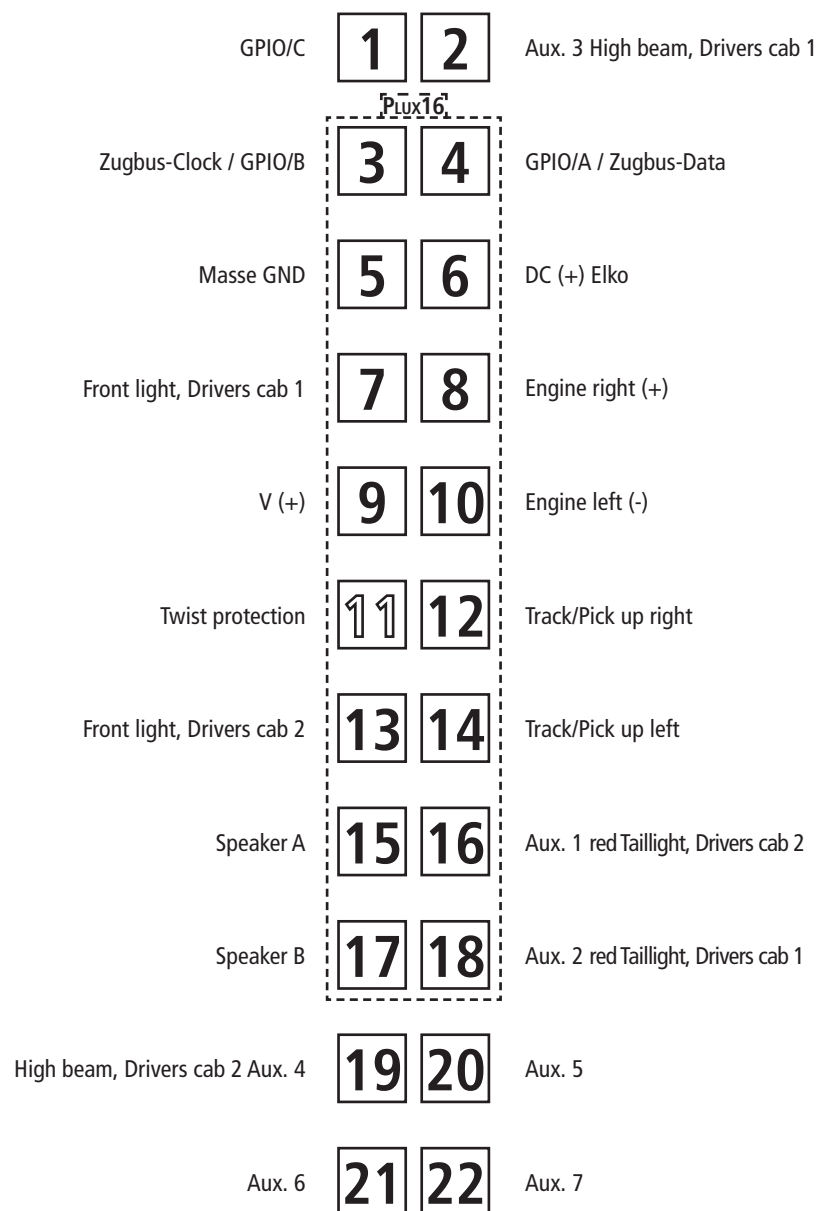 GPIO/C 1 2 Aux. 3 High beam, Drivers cab 1
PLUX16
Zugbus-Clock / GPIO/B 3 4 GPIO/A / Zugbus-Data
Masse GND 5 6 DC (+) Elko
Front light, Drivers cab 1 7 8 Engine right (+)
V (+) 9 10 Engine left (-)
Twist protection 11 12 Track/Pick up right
Front light, Drivers cab 2 13 14 Track/Pick up left
Speaker A 15 16 Aux. 1 red Taillight, Drivers cab 2
Speaker B 17 18 Aux. 2 red Taillight, Drivers cab 1
High beam, Drivers cab 2 Aux. 4 19 20 Aux. 5
Aux. 6 21 22 Aux. 7